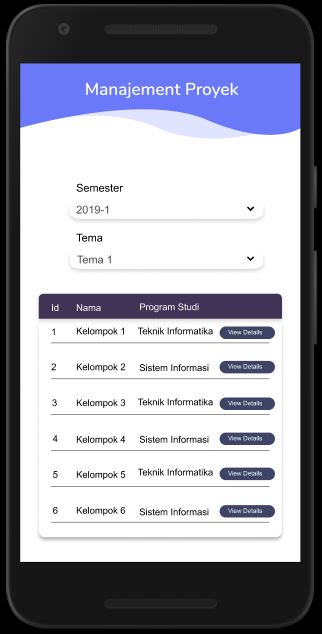 Manajement Proyek
Semester
2019-1
Tema
Tema 1
Id Nama Program Studi
1 Kelompok 1 Teknik Informatika View Details
2 Kelompok 2 Sistem Informasi View Details
3 Kelompok 3 Teknik Informatika View Details
4 Kelompok 4 Sistem Informasi View Details
5 Kelompok 5 Teknik Informatika View Details
6 Kelompok 6 Sistem Informasi View Details